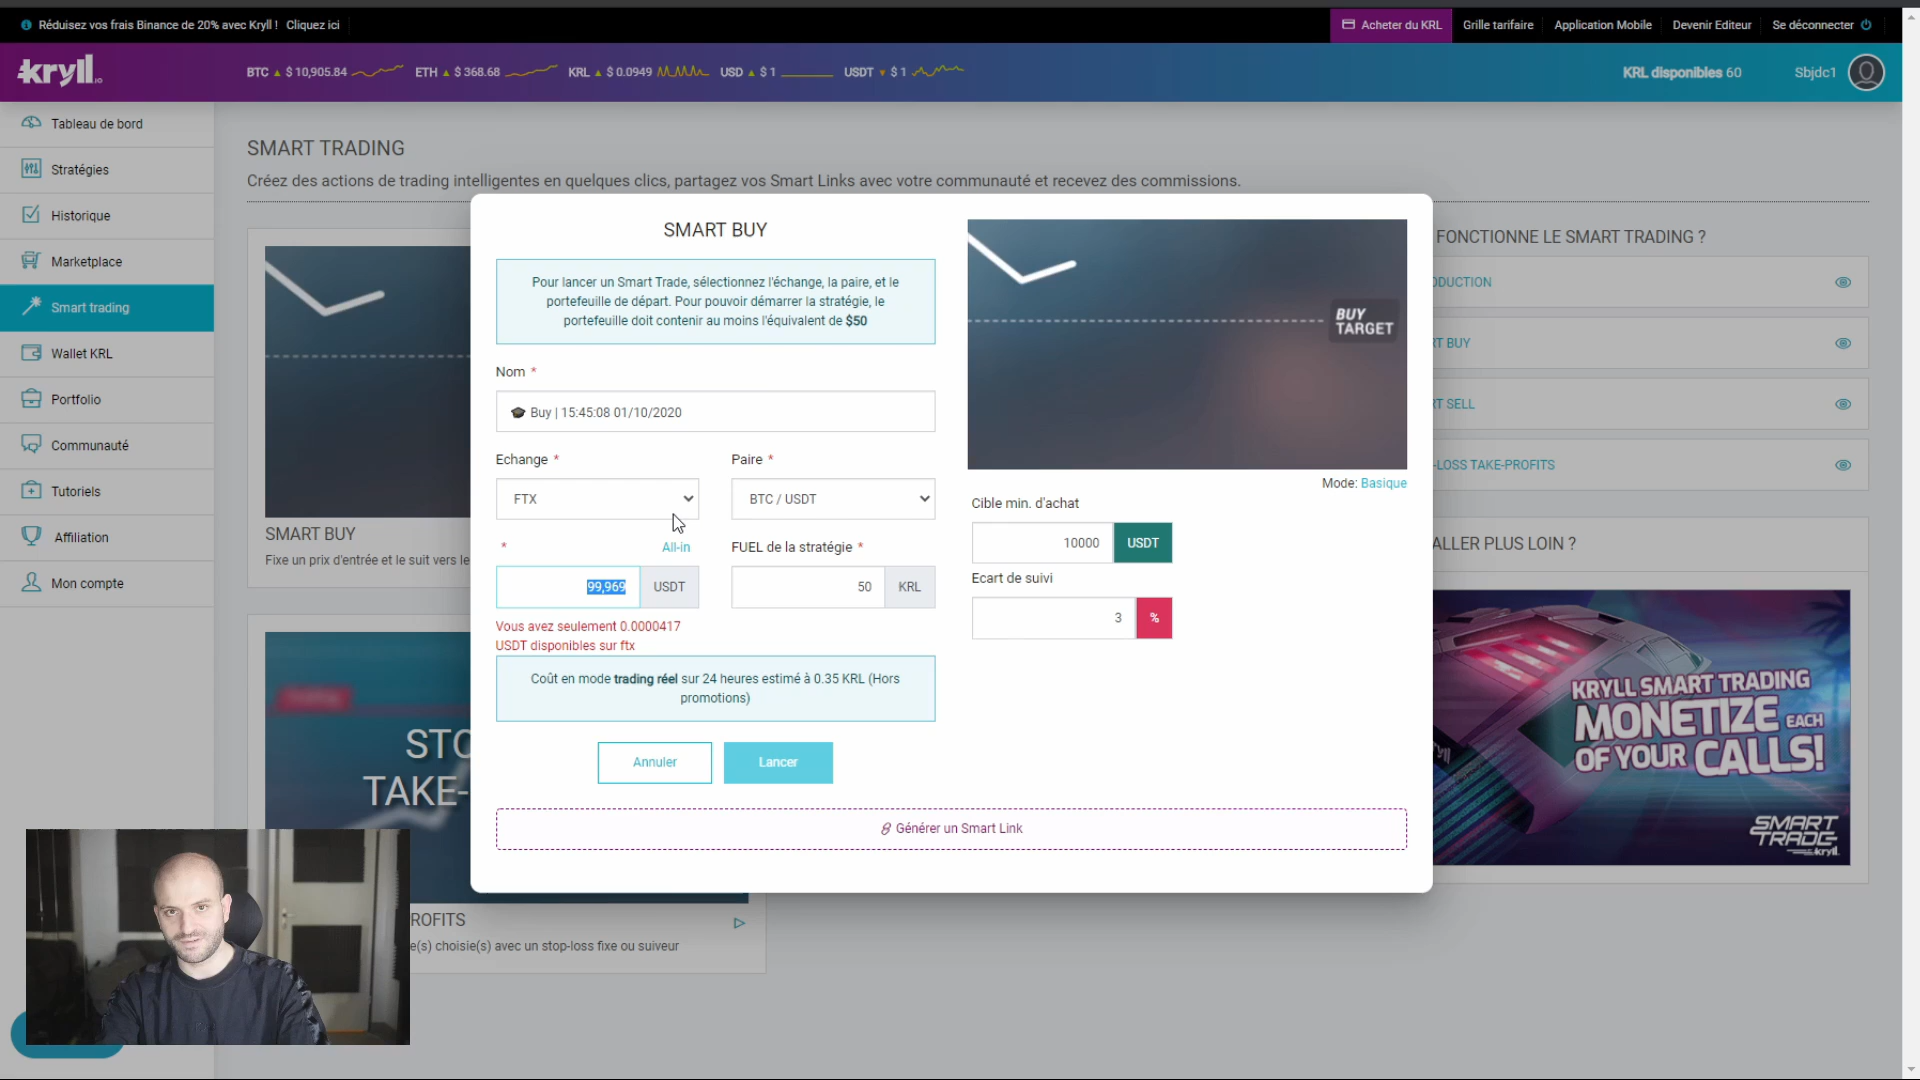 Réduisez vos frais Binance de 20% avec Kryll ! Cliquez ici
Acheter du KRL
Grille tarifaire
Application Mobile
Devenir Editeur
Se déconnecter
kryll.io
BTC ▲ $ 10,905.84
ETH ▲ $ 368.68
KRL ▲ $ 0.0949
USD ▲ $ 1
USDT ▼ $ 1
KRL disponibles 60
Sbjdc1
Tableau de bord
Stratégies
Historique
Marketplace
Smart trading
Wallet KRL
Portfolio
Communauté
Tutoriels
Affiliation
Mon compte
SMART TRADING
Créez des actions de trading intelligentes en quelques clics, partagez vos Smart Links avec votre communauté et recevez des commissions.
SMART BUY
Fixe un prix d'entrée et le suit vers le
STO
TAKE-
ROFITS
e(s) choisie(s) avec un stop-loss fixe ou suiveur
SMART BUY
Pour lancer un Smart Trade, sélectionnez l'échange, la paire, et le
portefeuille de départ. Pour pouvoir démarrer la stratégie, le
portefeuille doit contenir au moins l'équivalent de $50
Nom *
Buy | 15:45:08 01/10/2020
Echange *
Paire *
FTX
BTC / USDT
*
All-in
FUEL de la stratégie *
99,969
USDT
50
KRL
Vous avez seulement 0.0000417
USDT disponibles sur ftx
Coût en mode trading réel sur 24 heures estimé à 0.35 KRL (Hors
promotions)
Annuler
Lancer
Générer un Smart Link
BUY
TARGET
Mode: Basique
Cible min. d'achat
10000
USDT
Ecart de suivi
3
%
FONCTIONNE LE SMART TRADING ?
ODUCTION
RT BUY
RT SELL
-LOSS TAKE-PROFITS
ALLER PLUS LOIN ?
KRYLL SMART TRADING
MONETIZE EACH
OF YOUR CALLS!
SMART
TRADE
kryll